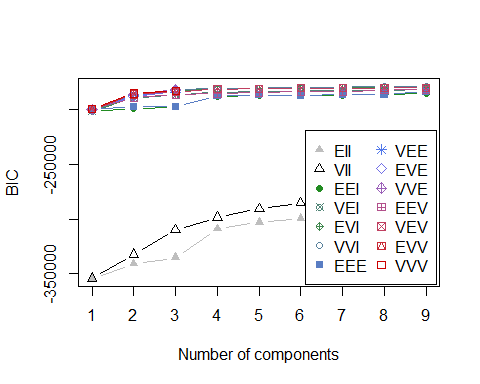 BIC
-250000
-350000
EII
VII
EEI
VEI
EVI
VVI
EEE
VEE
EVE
VVE
EEV
VEV
EVV
VVV
1 2 3 4 5 6 7 8 9
Number of components